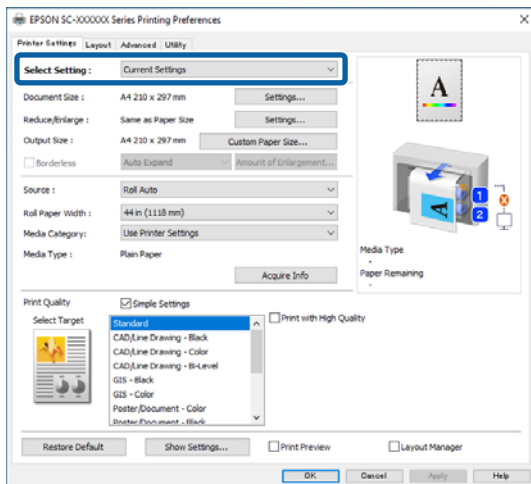 EPSON SC-XXXXXX Series Printing Preferences
Printer Settings Layout Advanced Utility
Select Setting : Current Settings
Document Size : A4 210 x 297 mm Settings...
Reduce/Enlarge : Same as Paper Size Settings...
Output Size : A4 210 x 297 mm Custom Paper Size...
Borderless Auto Expand Amount of Enlargement...
Source : Roll Auto
Roll Paper Width : 44 in (1118 mm)
Media Category: Use Printer Settings
Media Type : Plain Paper
Acquire Info
A
A
1
2
Media Type
-
Paper Remaining
-
Print Quality Simple Settings
Select Target
Standard
CAD/Line Drawing - Black
CAD/Line Drawing - Color
CAD/Line Drawing - Bi-Level
GIS - Black
GIS - Color
Poster/Document - Color
Poster/Document - Black
Print with High Quality
Restore Default Show Settings... Print Preview Layout Manager
OK Cancel Apply Help